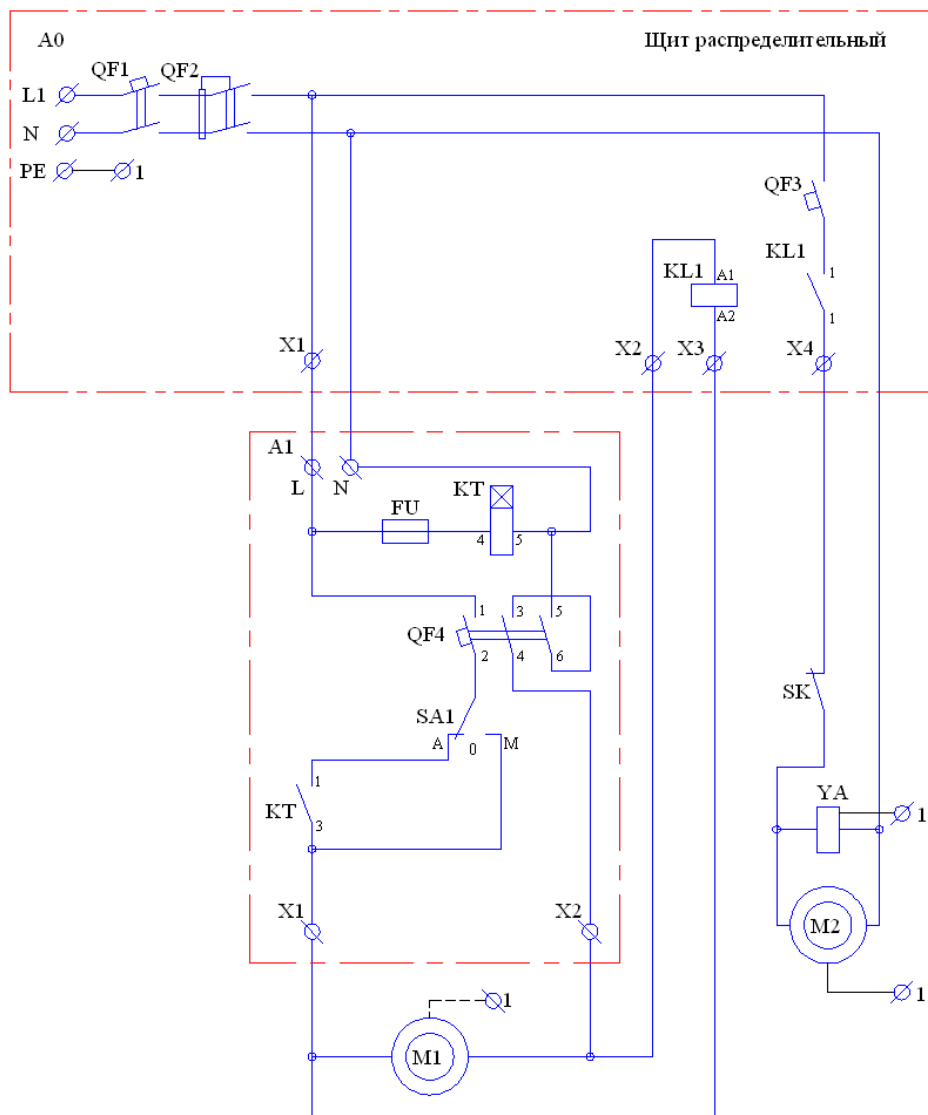 A0
Щит распределительный
QF1 QF2
L1
N
PE 1
QF3
KL1 A1 KL1 1
A2 1
X1 X2 X3 X4
A1
L N KT
FU
4 5
1 3 5
QF4
2 4 6
SK
SA1
A 0 M
1
KT YA 1
3
X1 X2
M2
1 1
M1